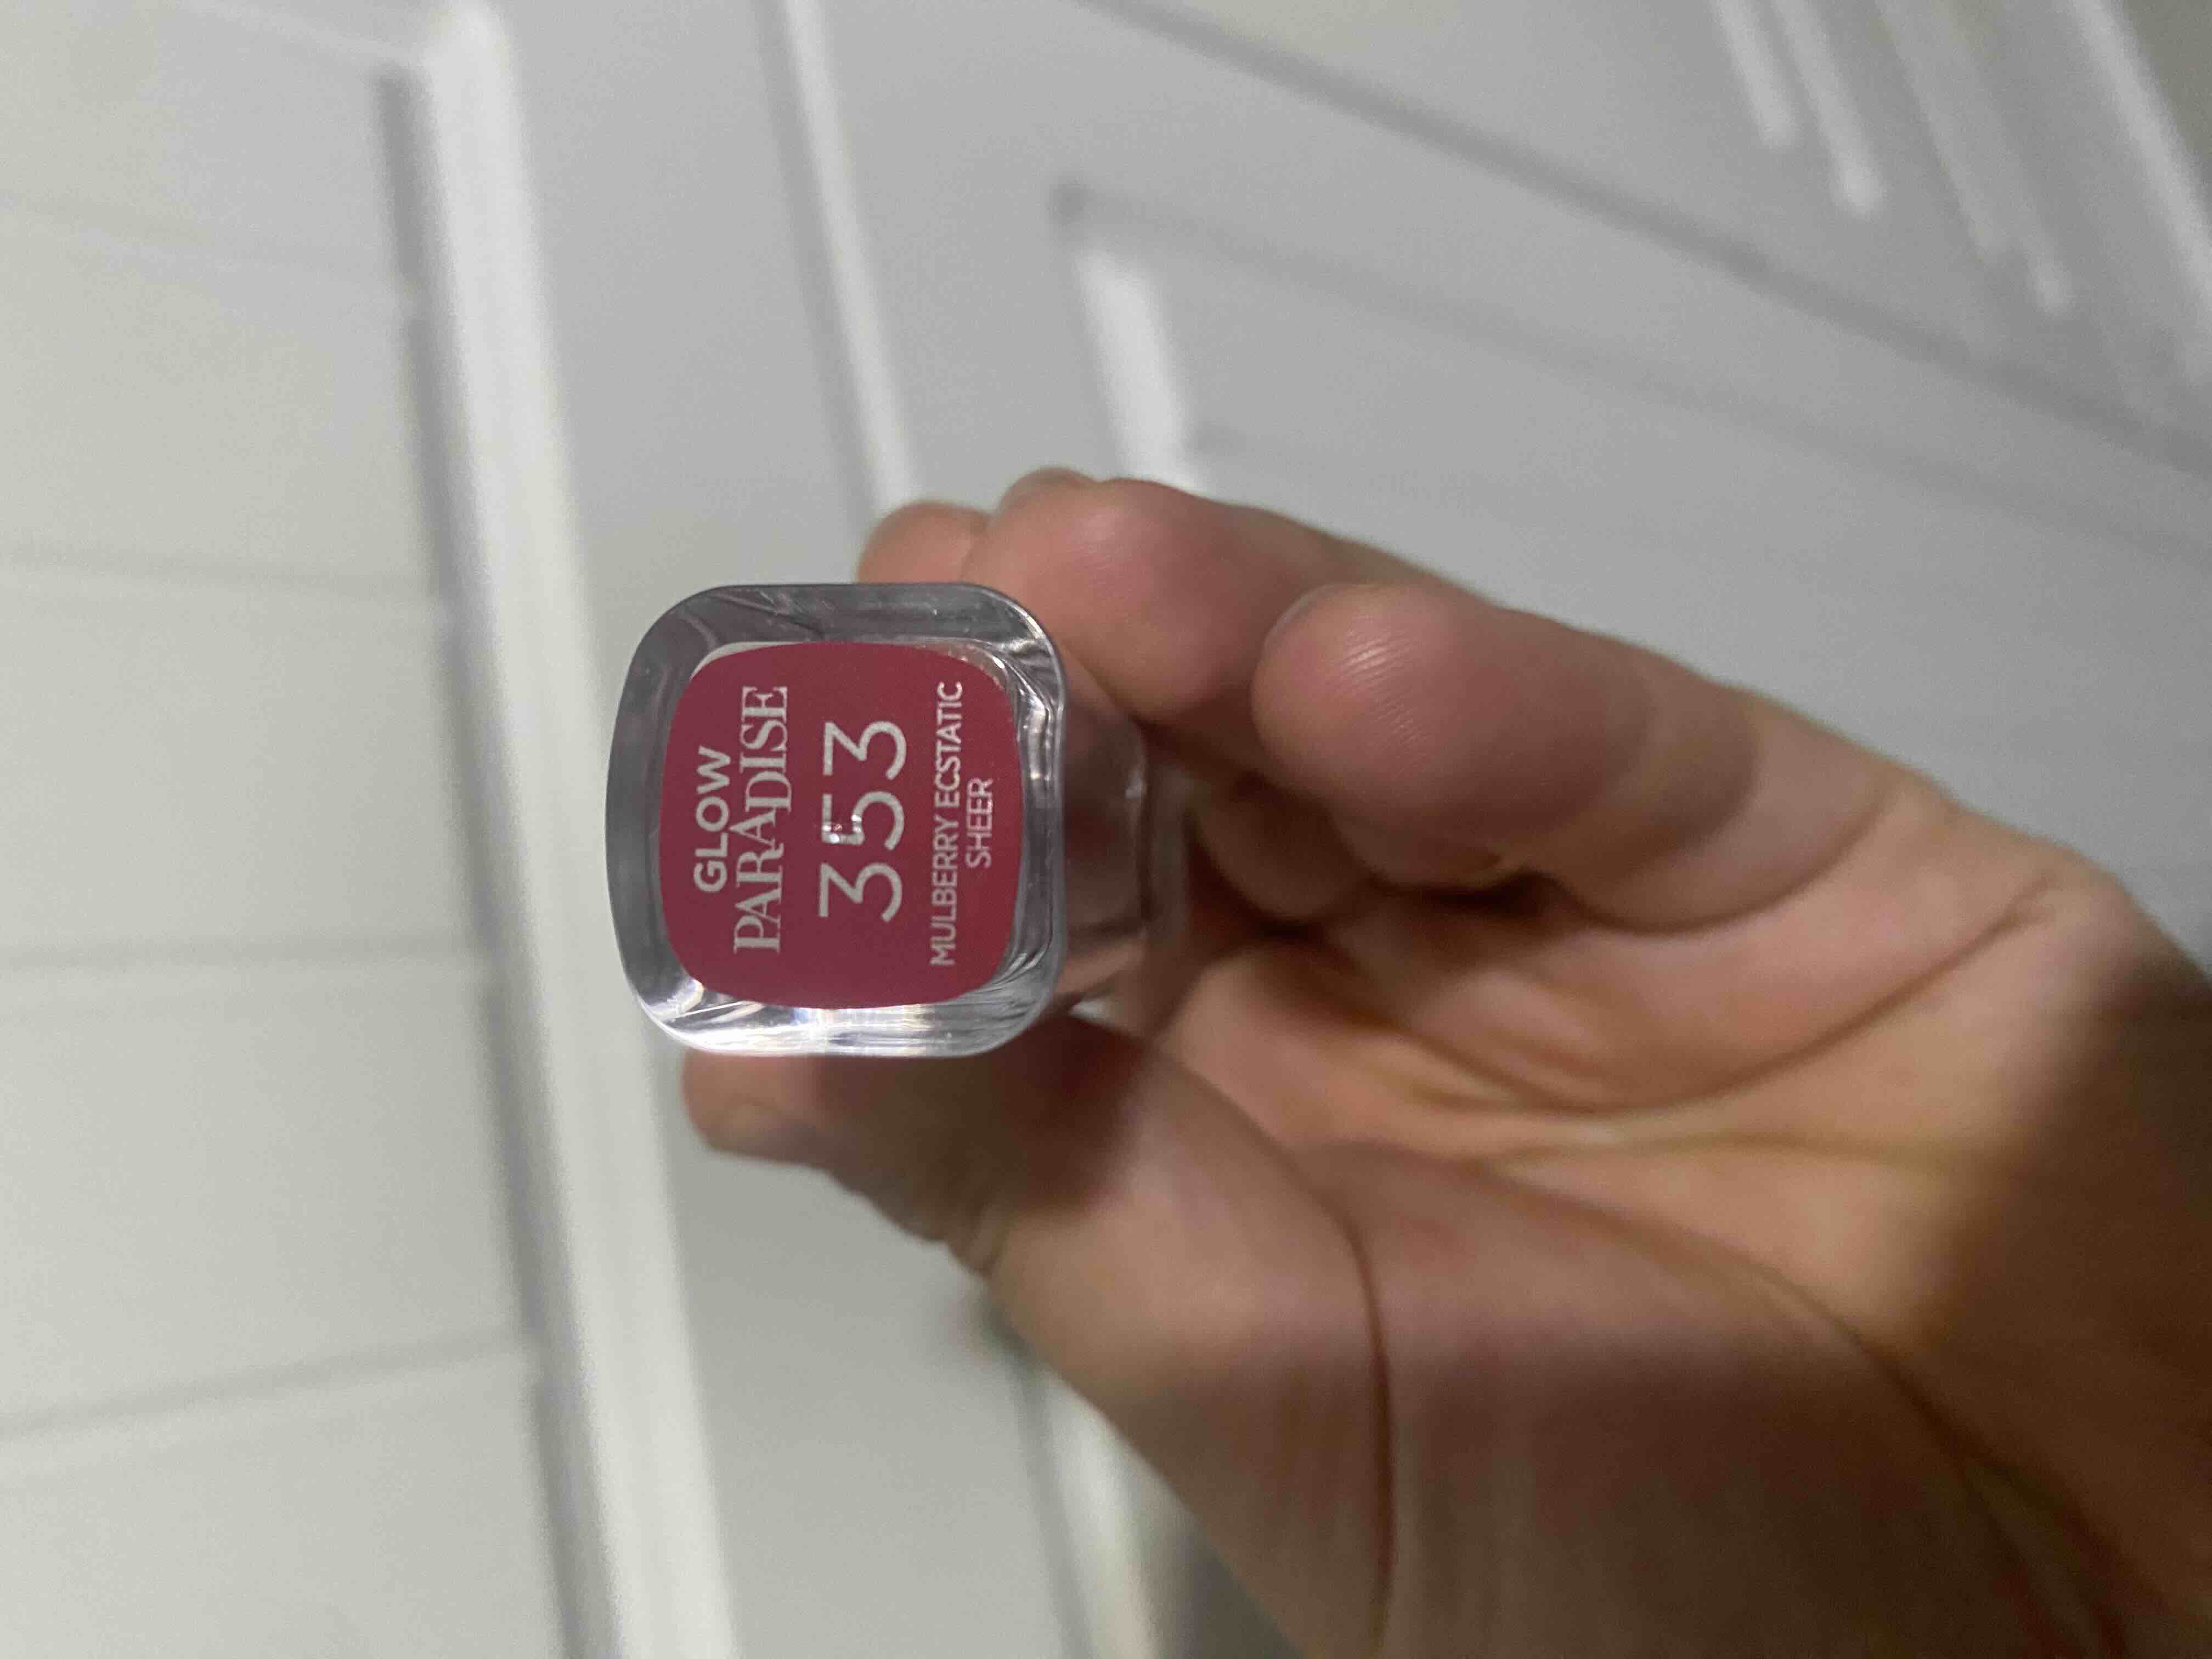 GLOW
PARADISE
353
MULBERRY ECSTATIC
SHEER